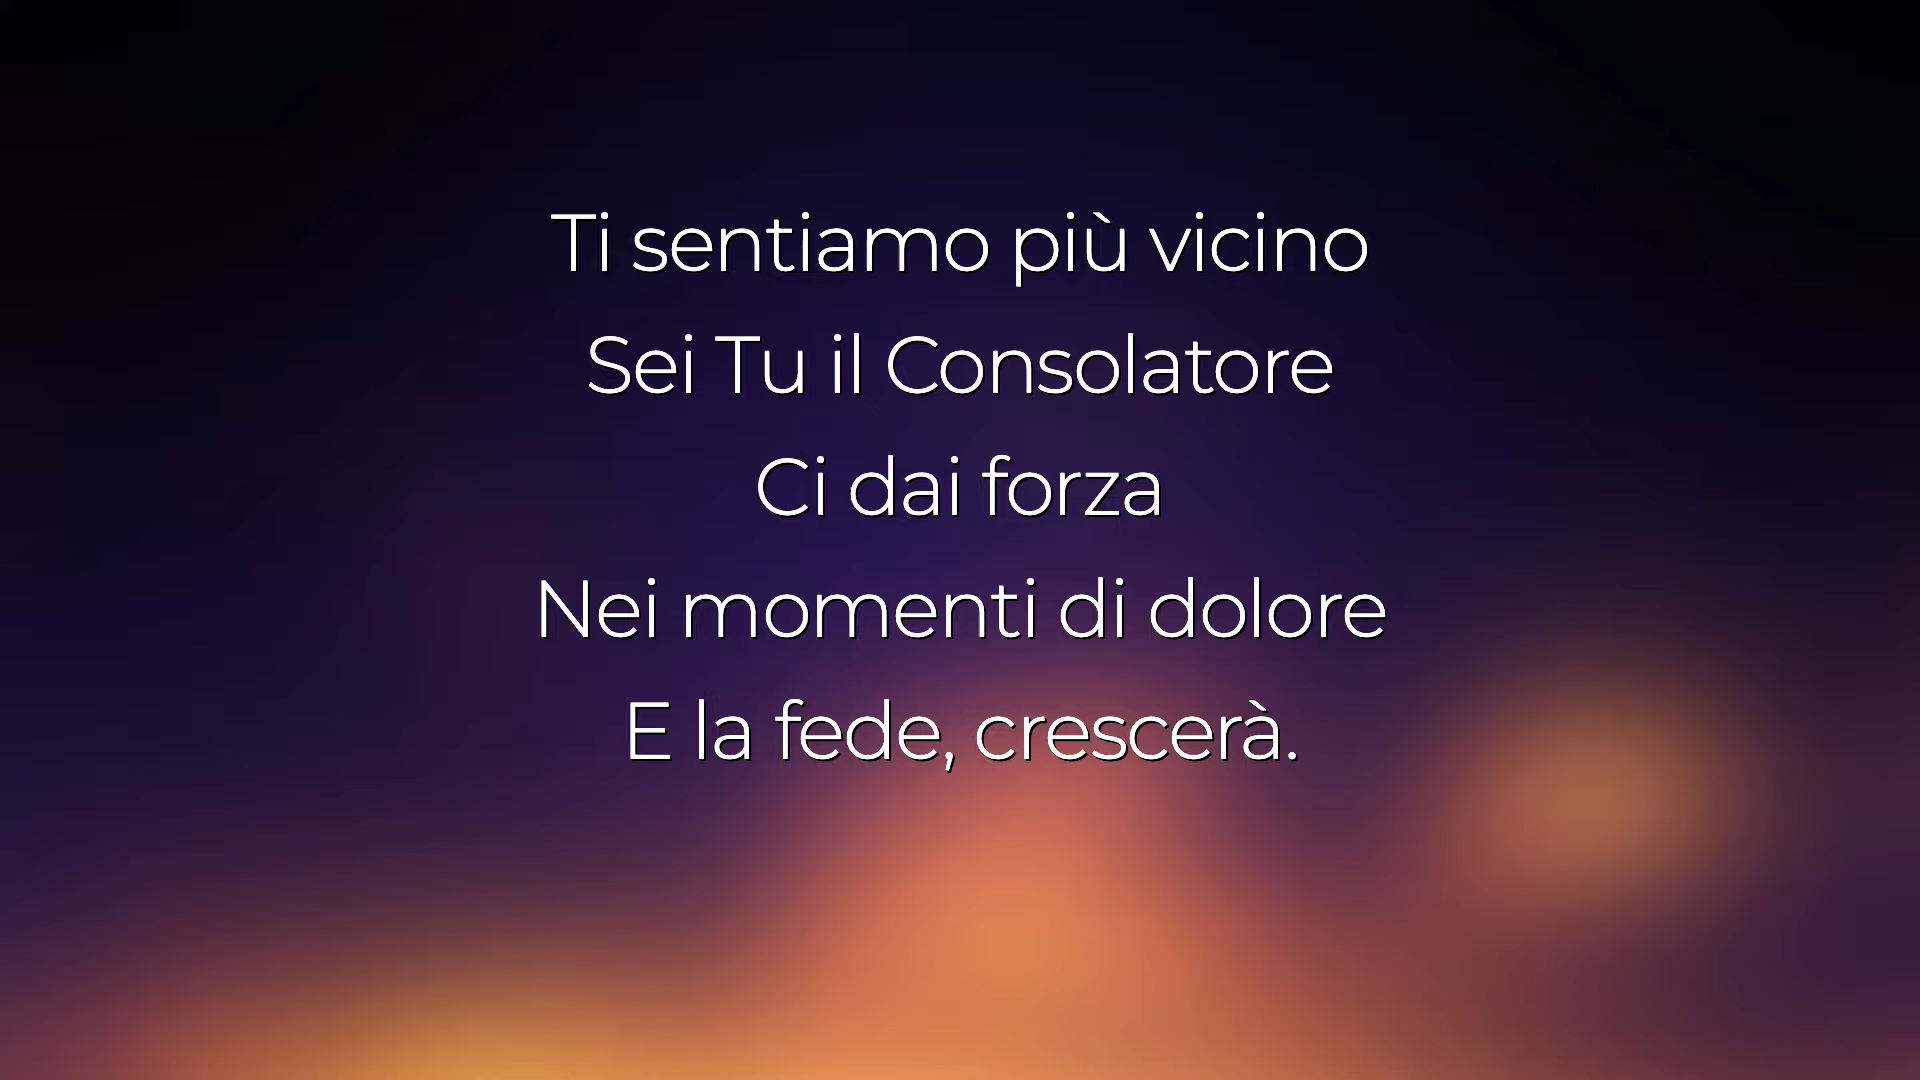 Ti sentiamo più vicino
Sei Tu il Consolatore
Ci dai forza
Nei momenti di dolore
E la fede, crescerà.